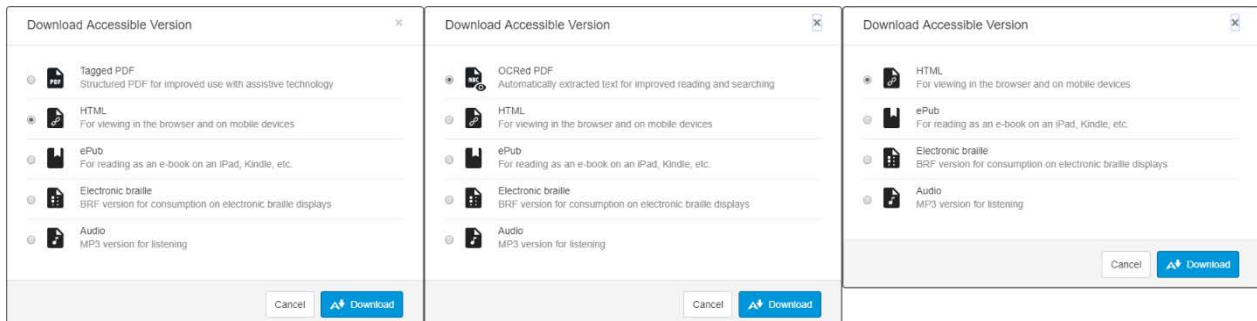 Download Accessible Version ×
Tagged PDF
Structured PDF for improved use with assistive technology
HTML
For viewing in the browser and on mobile devices
ePub
For reading as an e-book on an iPad, Kindle, etc.
Electronic braille
BRF version for consumption on electronic braille displays
Audio
MP3 version for listening
Cancel
Download
Download Accessible Version ×
OCRed PDF
Automatically extracted text for improved reading and searching
HTML
For viewing in the browser and on mobile devices
ePub
For reading as an e-book on an iPad, Kindle, etc.
Electronic braille
BRF version for consumption on electronic braille displays
Audio
MP3 version for listening
Cancel
Download
Download Accessible Version ×
HTML
For viewing in the browser and on mobile devices
ePub
For reading as an e-book on an iPad, Kindle, etc.
Electronic braille
BRF version for consumption on electronic braille displays
Audio
MP3 version for listening
Cancel
Download